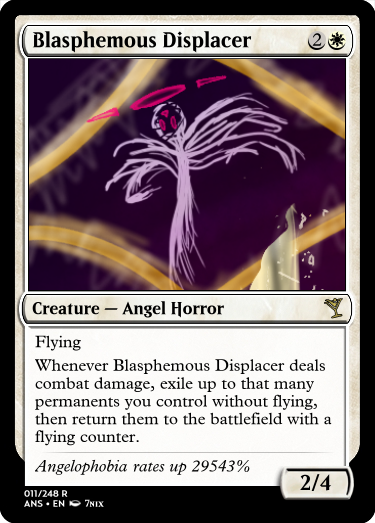 Blasphemous Displacer 2
Creature — Angel Horror
Flying
Whenever Blasphemous Displacer deals
combat damage, exile up to that many
permanents you control without flying,
then return them to the battlefield with a
flying counter.
Angelophobia rates up 29543%
2/4
011/248 R
ANS • EN 7NIX